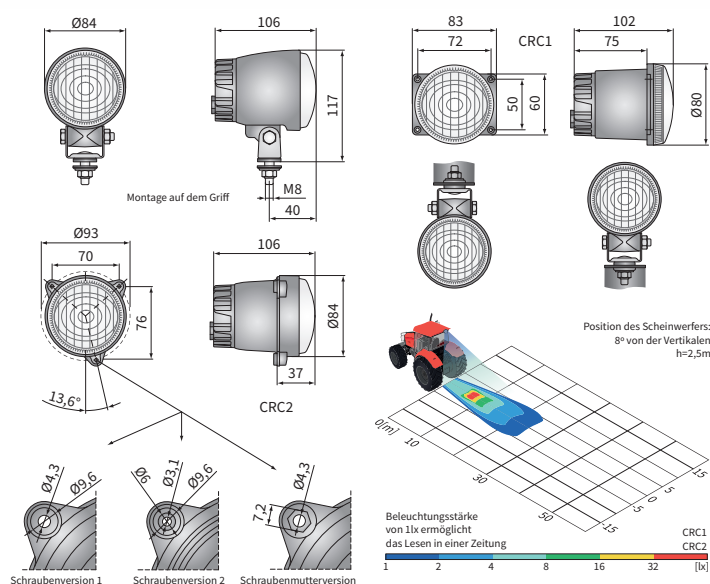 Ø84
106
117
M8
40
Montage auf dem Griff
83
72
CRC1
50
60
102
75
Ø80
Ø93
70
76
13,6°
106
Ø84
37
CRC2
Position des Scheinwerfers:
8º von der Vertikalen
h=2,5m
0[m]
10
30
50
-15
-5
0
5
15
Ø4,3
Ø9,6
Schraubenversion 1
Ø6
Ø3,1
Ø9,6
Schraubenversion 2
7,2
Ø4,3
Schraubenmutterversion
Beleuchtungsstärke
von 1lx ermöglicht
das Lesen in einer Zeitung
CRC1
CRC2
1 2 4 8 16 32 [lx]